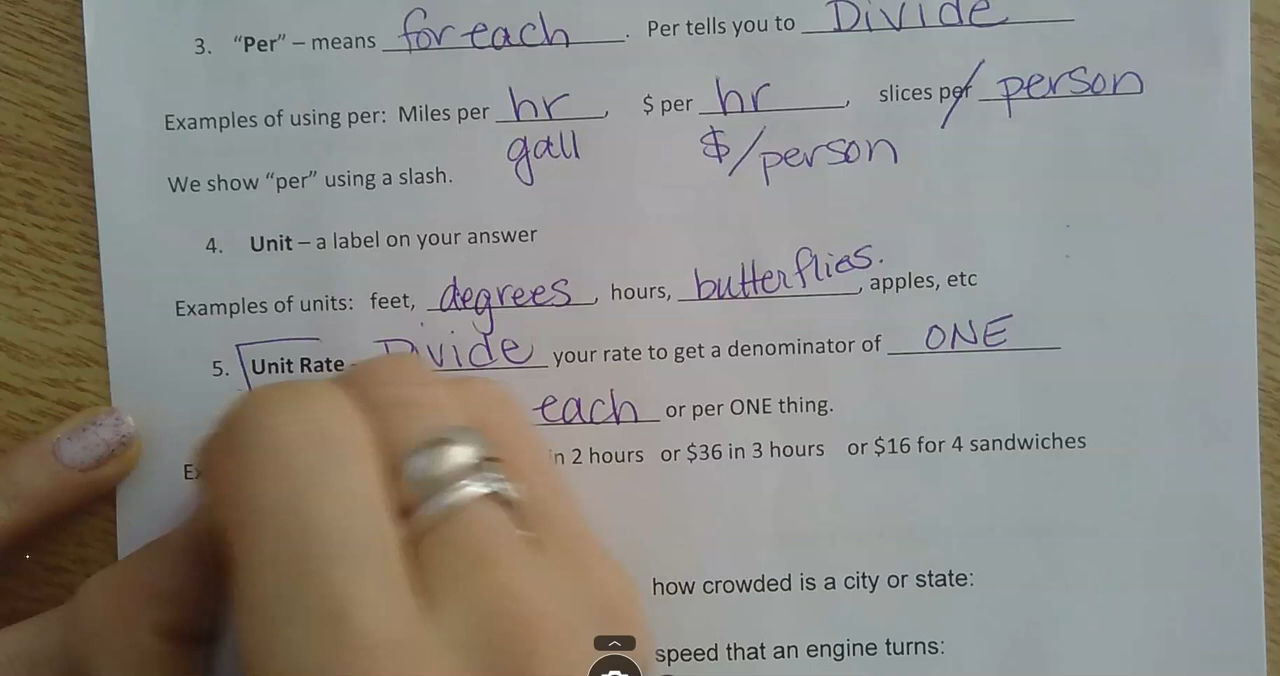 3. "Per" – means for each. Per tells you to Divide
Examples of using per: Miles per hr, $ per hr, slices per / person
gall $/person
We show "per" using a slash.
4. Unit – a label on your answer
Examples of units: feet, degrees, hours, butterflies., apples, etc
5. Unit Rate - Divide your rate to get a denominator of ONE
each or per ONE thing.
in 2 hours or $36 in 3 hours or $16 for 4 sandwiches
how crowded is a city or state:
speed that an engine turns: